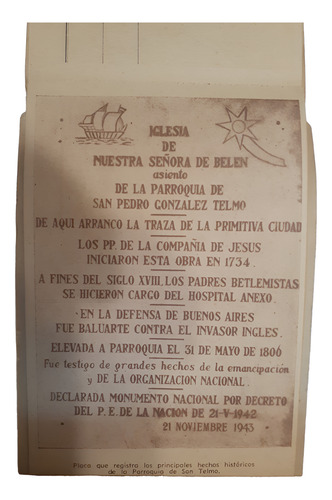 IGLESIA
DE
NUESTRA SEÑORA DE BELEN
asiento
DE LA PARROQUIA DE
SAN PEDRO GONZALEZ TELMO
DE AQUI ARRANCO LA TRAZA DE LA PRIMITIVA CIUDAD
LOS PP. DE LA COMPAÑIA DE JESUS
INICIARON ESTA OBRA EN 1734.
A FINES DEL SIGLO XVIII, LOS PADRES BETLEMISTAS
SE HICIERON CARGO DEL HOSPITAL ANEXO.
EN LA DEFENSA DE BUENOS AIRES
FUE BALUARTE CONTRA EL INVASOR INGLES.
ELEVADA A PARROQUIA EL 31 DE MAYO DE 1806
Fue testigo de grandes hechos de la emancipación
y DE LA ORGANIZACION NACIONAL.
DECLARADA MONUMENTO NACIONAL POR DECRETO
DEL P.E. DE LA NACION DE 21-V-1942
21 NOVIEMBRE 1943
Placa que registra los principales hechos históricos
de la Parroquia de San Telmo.